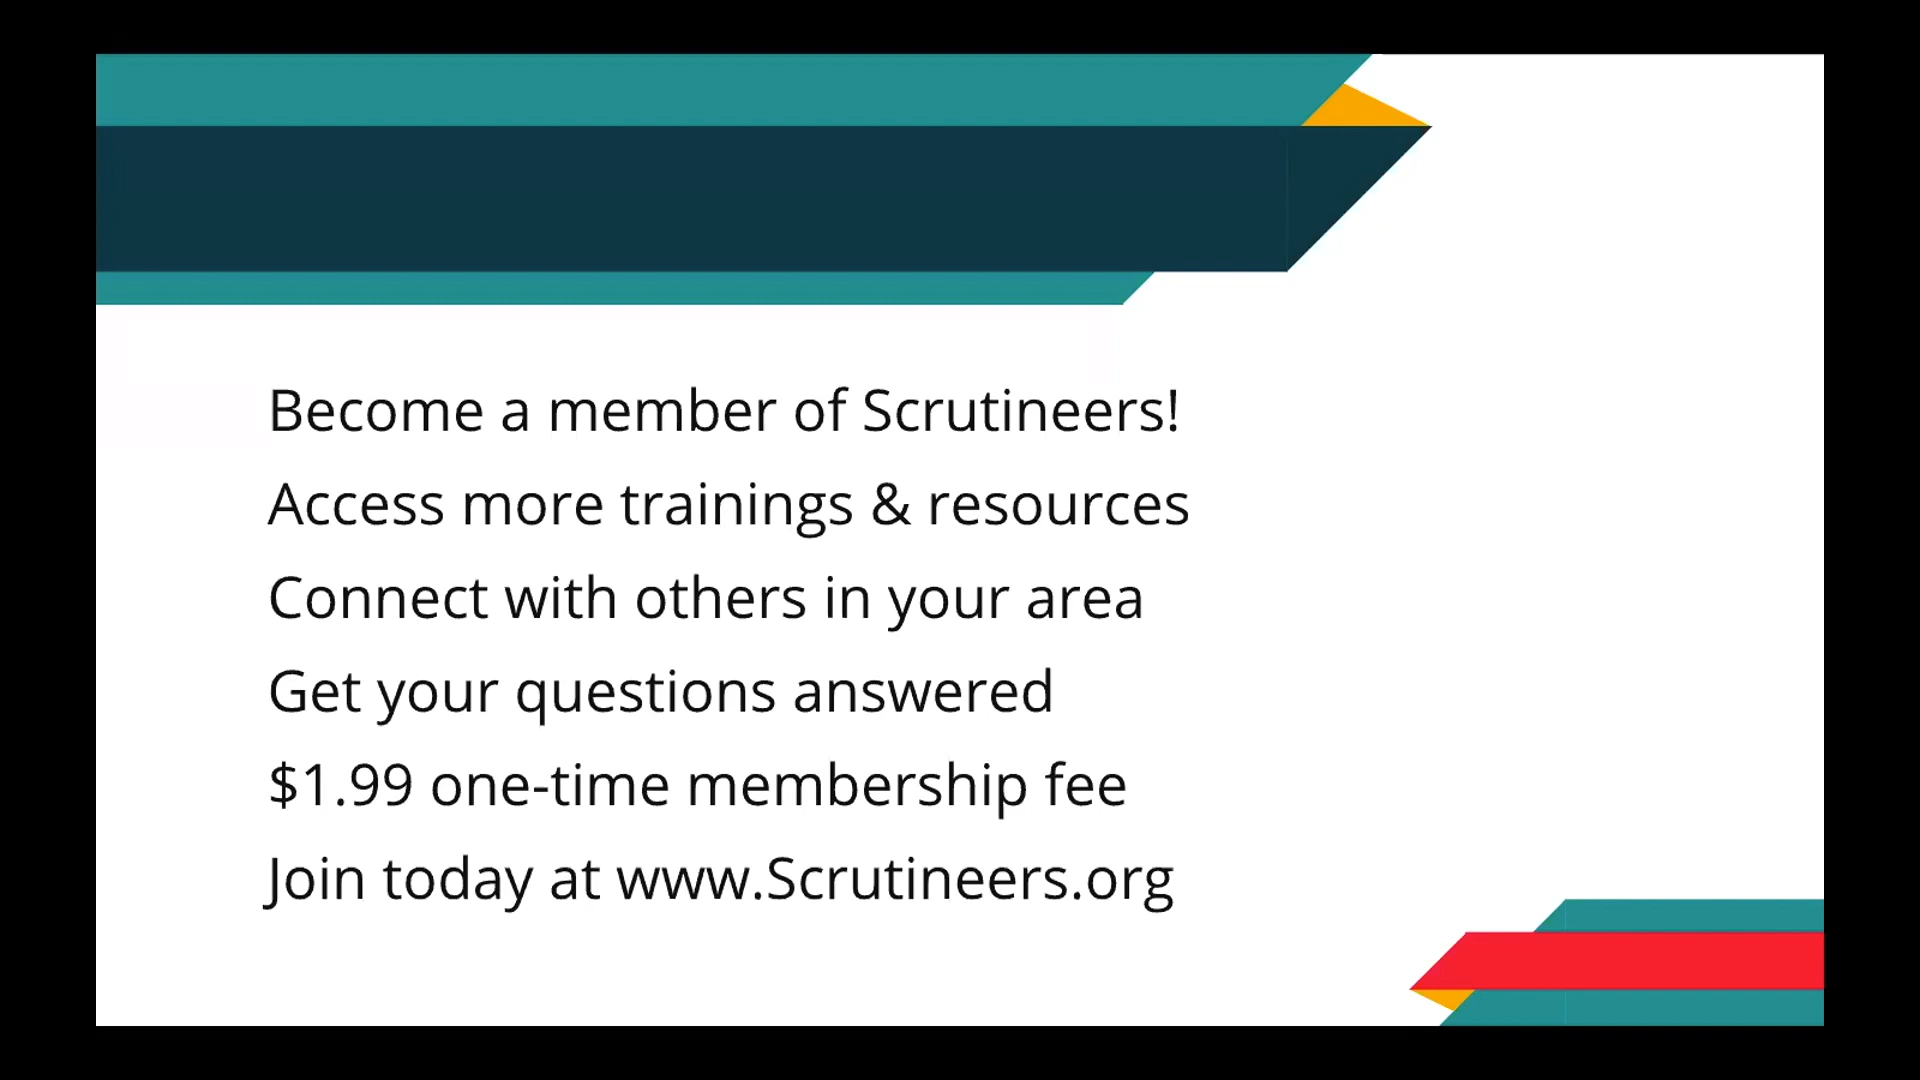 Become a member of Scrutineers!
Access more trainings & resources
Connect with others in your area
Get your questions answered
$1.99 one-time membership fee
Join today at www.Scrutineers.org